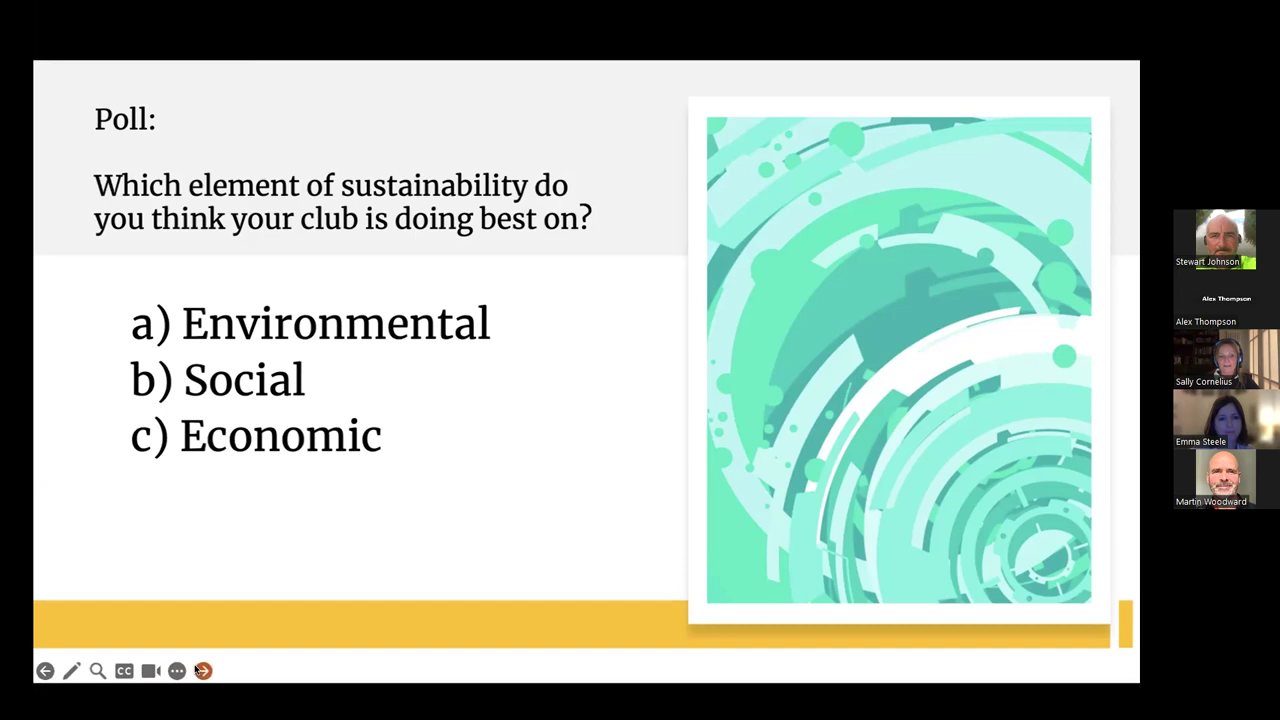 Poll:
Which element of sustainability do
you think your club is doing best on?
a) Environmental
b) Social
c) Economic
CC
Stewart Johnson
Alex Thompson
Alex Thompson
Sally Cornelius
Emma Steele
Martin Woodward